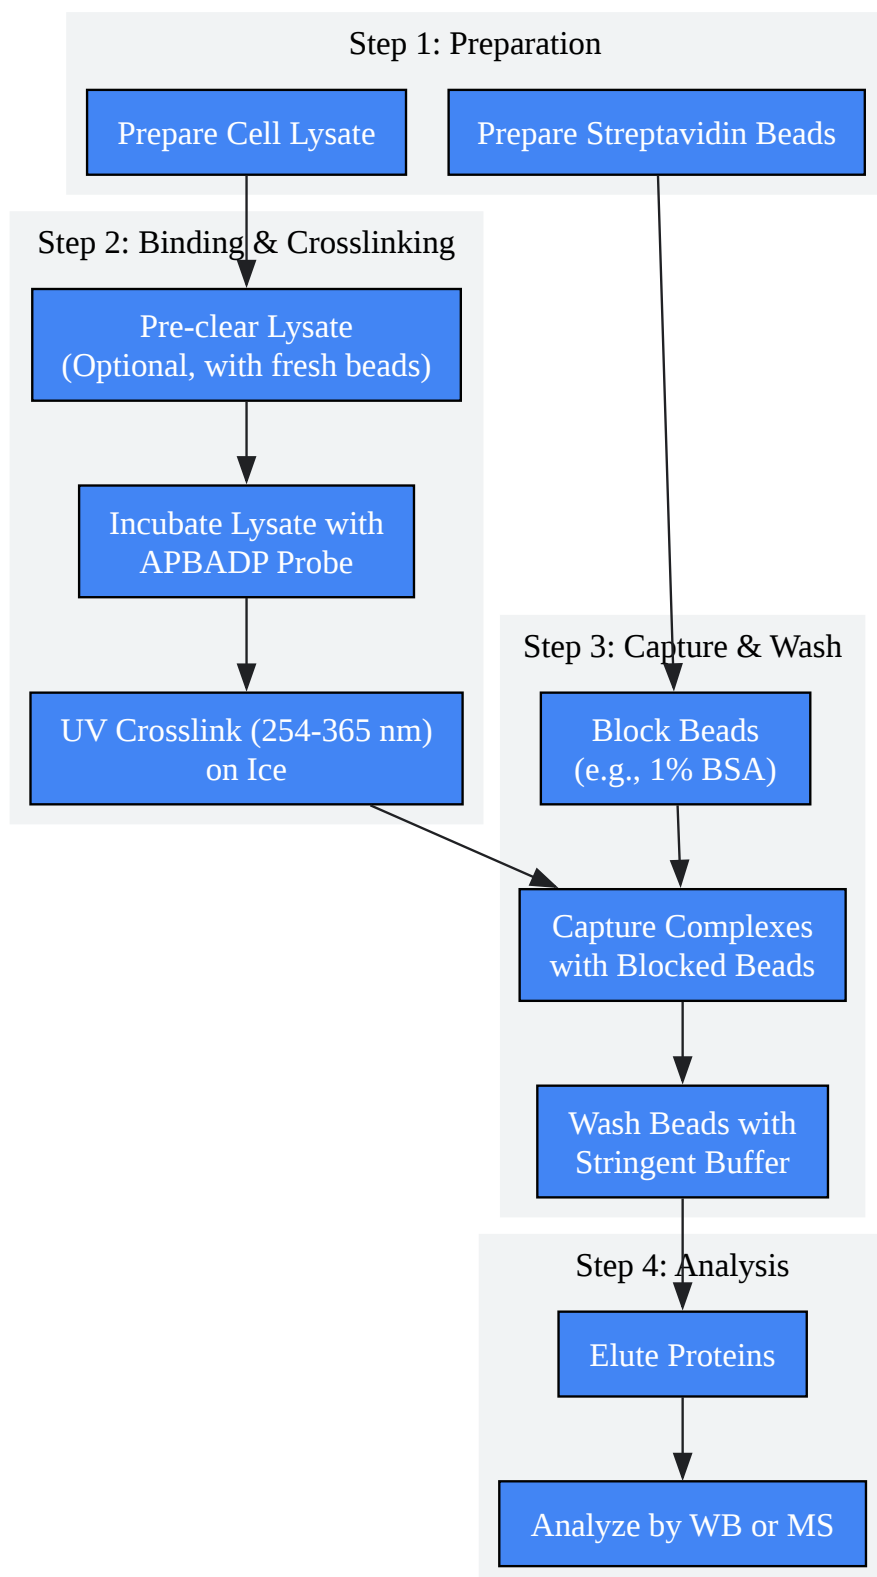 Step 1: Preparation
Prepare Cell Lysate
Prepare Streptavidin Beads
Step 2: Binding & Crosslinking
Pre-clear Lysate
(Optional, with fresh beads)
Incubate Lysate with
APBADP Probe
UV Crosslink (254-365 nm)
on Ice
Step 3: Capture & Wash
Block Beads
(e.g., 1% BSA)
Capture Complexes
with Blocked Beads
Wash Beads with
Stringent Buffer
Step 4: Analysis
Elute Proteins
Analyze by WB or MS